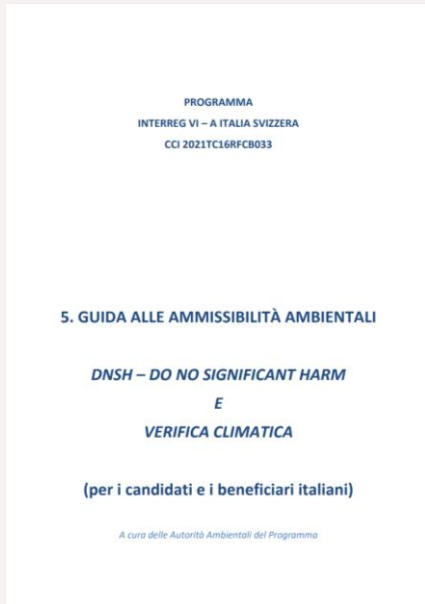 PROGRAMMA
INTERREG VI – A ITALIA SVIZZERA
CCI 2021TC16RFCB033
5. GUIDA ALLE AMMISSIBILITÀ AMBIENTALI
DNSH – DO NO SIGNIFICANT HARM
E
VERIFICA CLIMATICA
(per i candidati e i beneficiari italiani)
A cura delle Autorità Ambientali del Programma